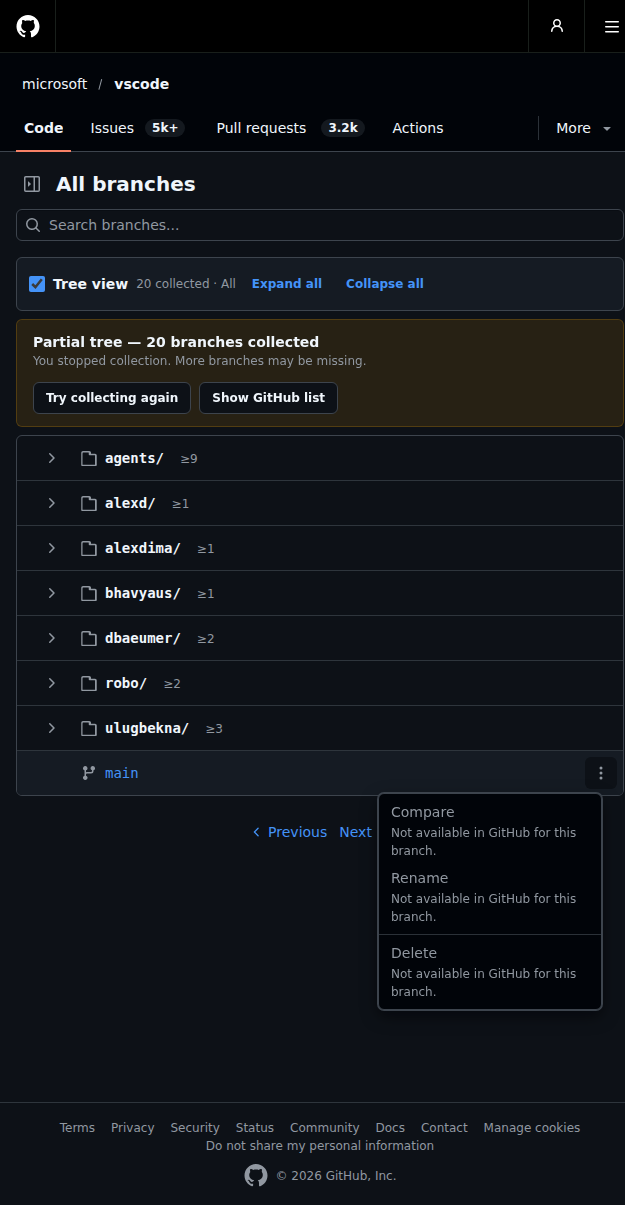 microsoft / vscode
Code Issues 5k+ Pull requests 3.2k Actions More
All branches
Search branches...
Tree view 20 collected · All Expand all Collapse all
Partial tree — 20 branches collected
You stopped collection. More branches may be missing.
Try collecting again Show GitHub list
agents/ ≥9
alexd/ ≥1
alexdima/ ≥1
bhavyaus/ ≥1
dbaeumer/ ≥2
robo/ ≥2
ulugbekna/ ≥3
main
Previous Next
Compare
Not available in GitHub for this
branch.
Rename
Not available in GitHub for this
branch.
Delete
Not available in GitHub for this
branch.
Terms Privacy Security Status Community Docs Contact Manage cookies
Do not share my personal information
© 2026 GitHub, Inc.